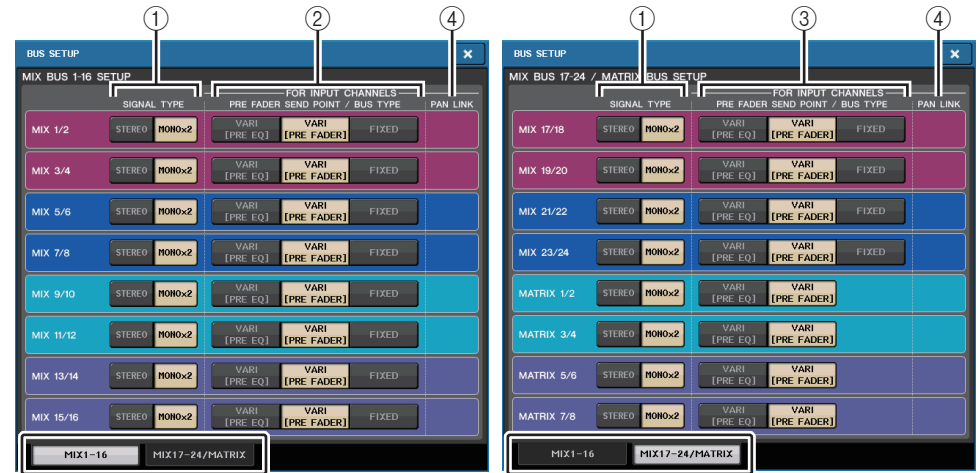 ① ② ④
BUS SETUP ×
MIX BUS 1-16 SETUP
FOR INPUT CHANNELS
SIGNAL TYPE PRE FADER SEND POINT / BUS TYPE PAN LINK
MIX 1/2 STEREO MONO×2 VARI [PRE EQ] VARI [PRE FADER] FIXED
MIX 3/4 STEREO MONO×2 VARI [PRE EQ] VARI [PRE FADER] FIXED
MIX 5/6 STEREO MONO×2 VARI [PRE EQ] VARI [PRE FADER] FIXED
MIX 7/8 STEREO MONO×2 VARI [PRE EQ] VARI [PRE FADER] FIXED
MIX 9/10 STEREO MONO×2 VARI [PRE EQ] VARI [PRE FADER] FIXED
MIX 11/12 STEREO MONO×2 VARI [PRE EQ] VARI [PRE FADER] FIXED
MIX 13/14 STEREO MONO×2 VARI [PRE EQ] VARI [PRE FADER] FIXED
MIX 15/16 STEREO MONO×2 VARI [PRE EQ] VARI [PRE FADER] FIXED
MIX1-16 MIX17-24/MATRIX
① ③ ④
BUS SETUP ×
MIX BUS 17-24 / MATRIX BUS SETUP
FOR INPUT CHANNELS
SIGNAL TYPE PRE FADER SEND POINT / BUS TYPE PAN LINK
MIX 17/18 STEREO MONO×2 VARI [PRE EQ] VARI [PRE FADER] FIXED
MIX 19/20 STEREO MONO×2 VARI [PRE EQ] VARI [PRE FADER] FIXED
MIX 21/22 STEREO MONO×2 VARI [PRE EQ] VARI [PRE FADER] FIXED
MIX 23/24 STEREO MONO×2 VARI [PRE EQ] VARI [PRE FADER] FIXED
MATRIX 1/2 STEREO MONO×2 VARI [PRE EQ] VARI [PRE FADER]
MATRIX 3/4 STEREO MONO×2 VARI [PRE EQ] VARI [PRE FADER]
MATRIX 5/6 STEREO MONO×2 VARI [PRE EQ] VARI [PRE FADER]
MATRIX 7/8 STEREO MONO×2 VARI [PRE EQ] VARI [PRE FADER]
MIX1-16 MIX17-24/MATRIX